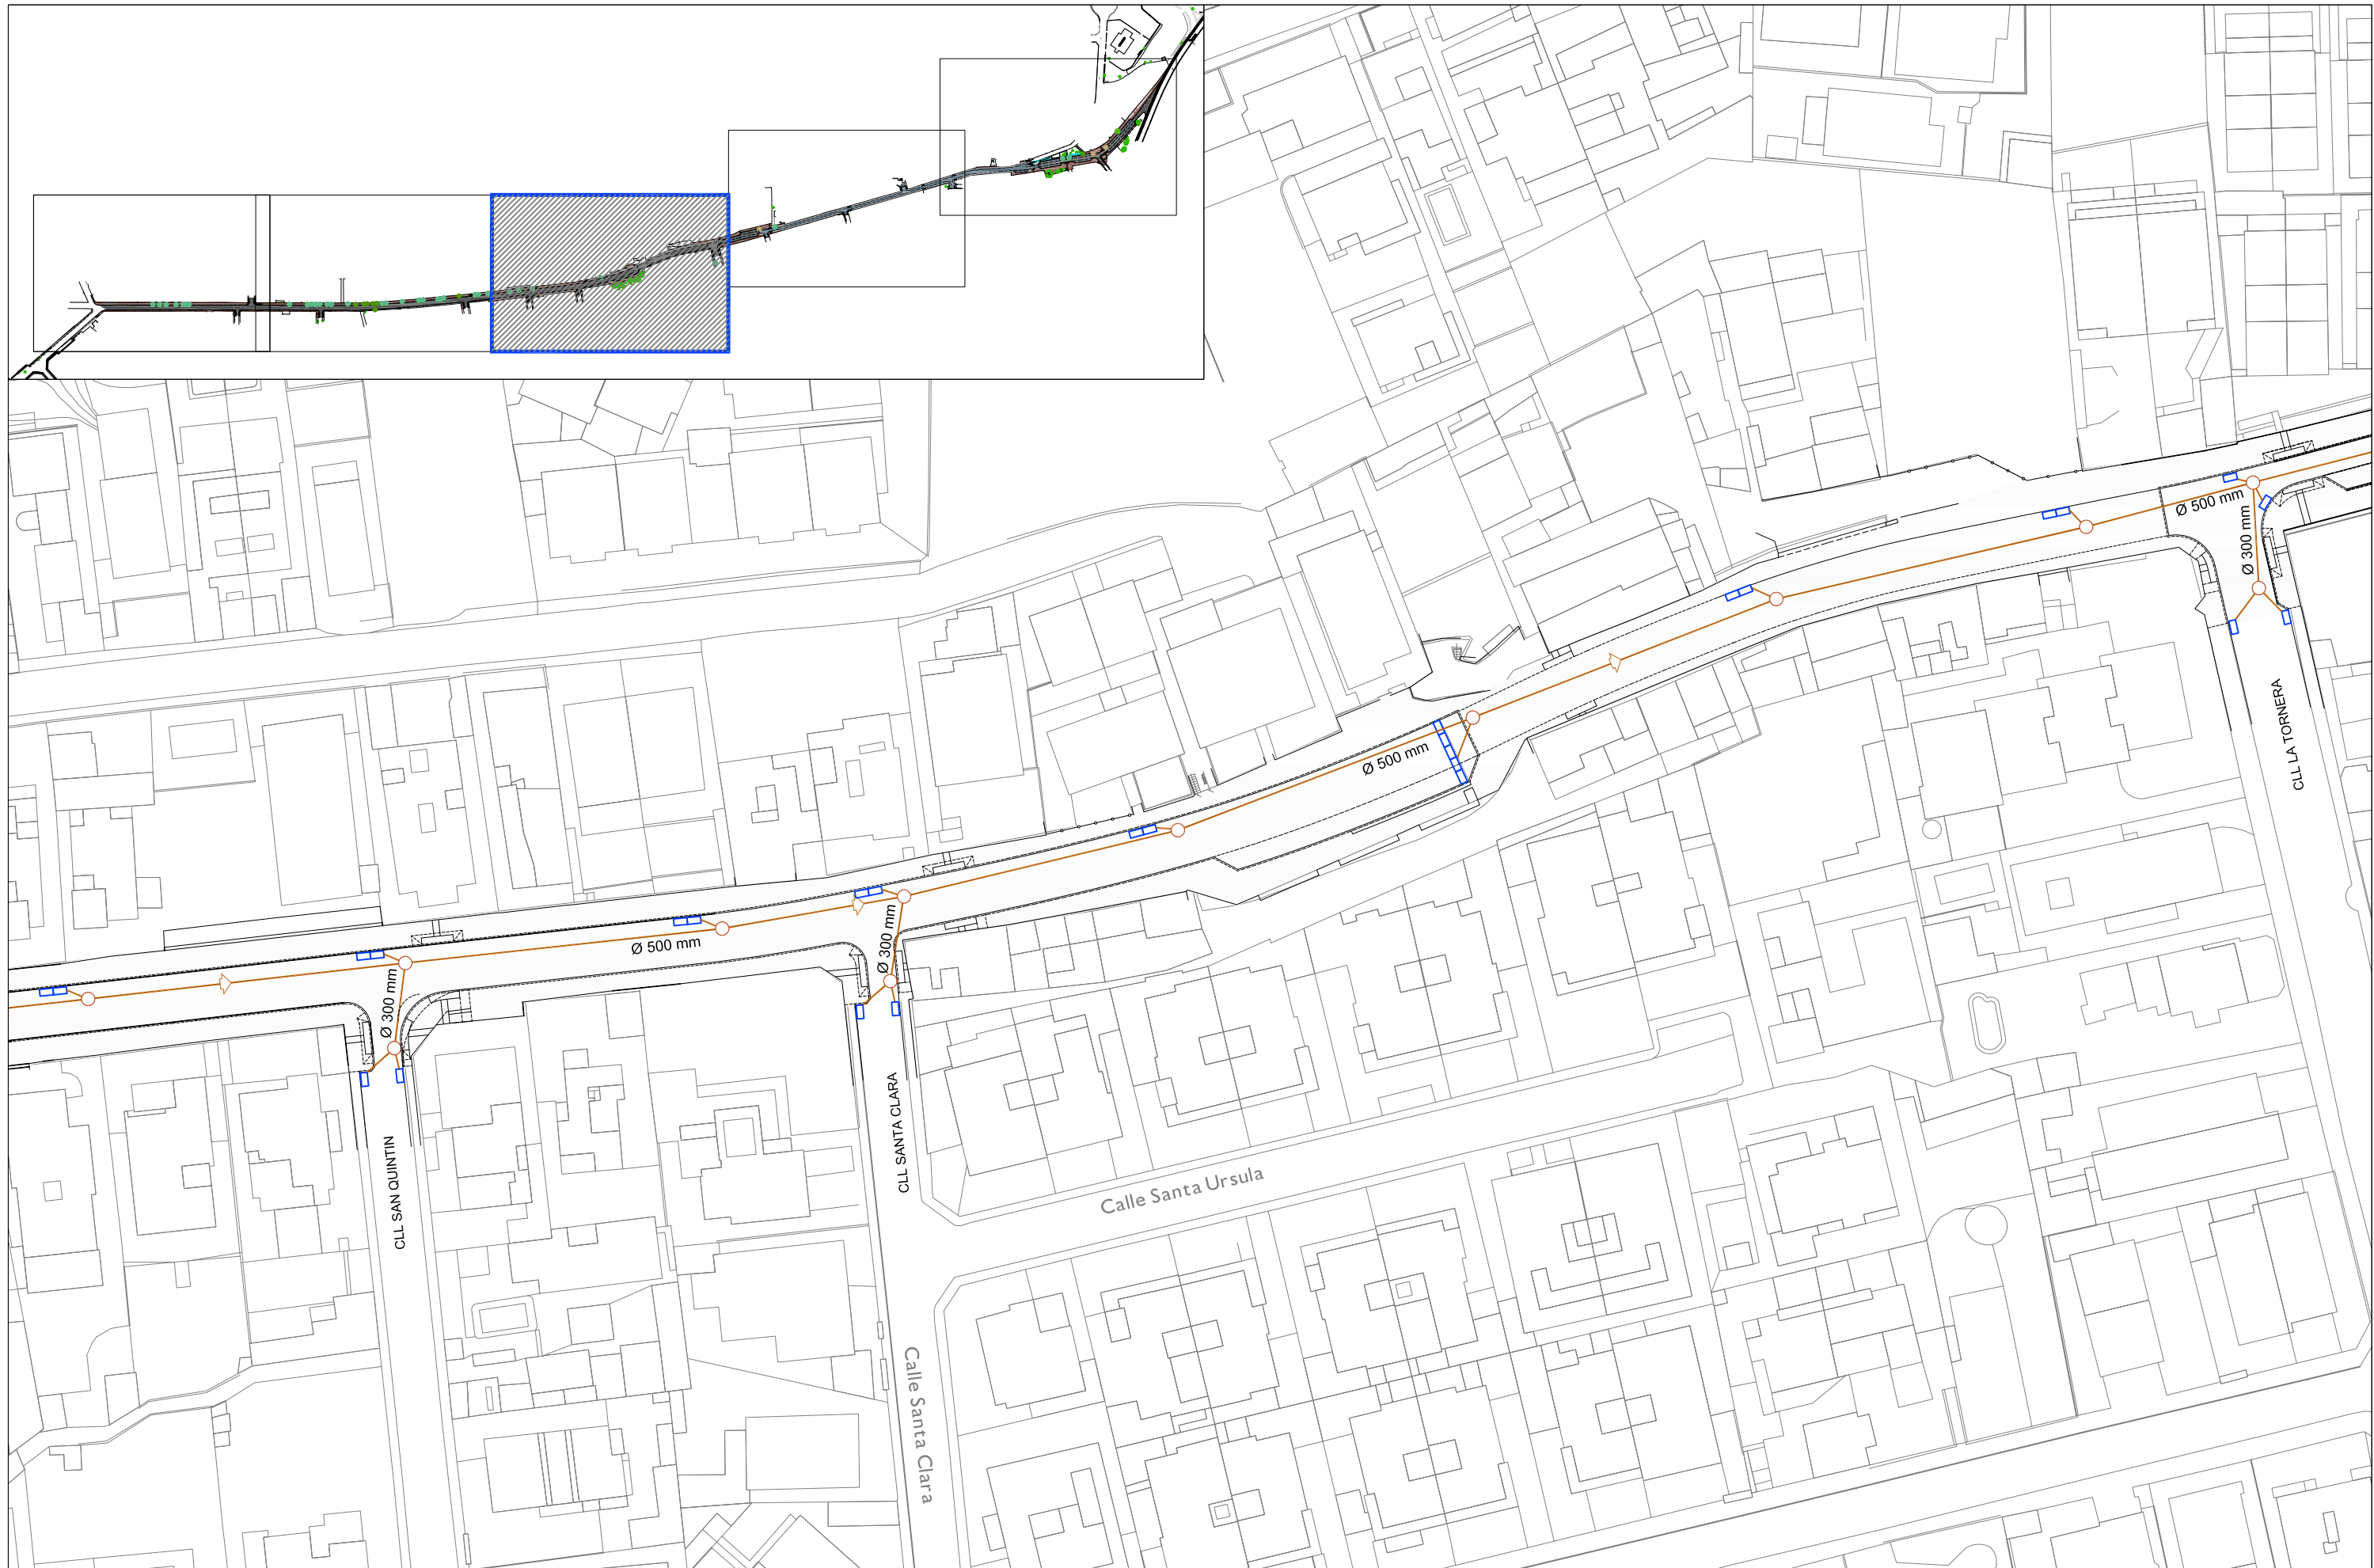 Ø 500 mm
Ø 300 mm
CLL LA TORNERA
Ø 500 mm
Ø 500 mm
Ø 300 mm
Ø 300 mm
CLL SANTA CLARA
CLL SAN QUINTIN
Calle Santa Ursula
Calle Santa Clara